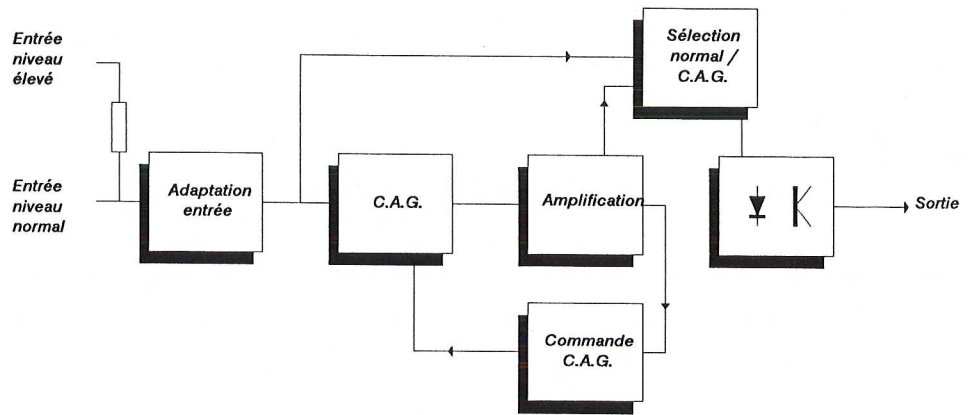 Entrée
niveau
élevé
Sélection
normal /
C.A.G.
Entrée
niveau
normal
Adaptation
entrée
C.A.G.
Amplification
Sortie
Commande
C.A.G.